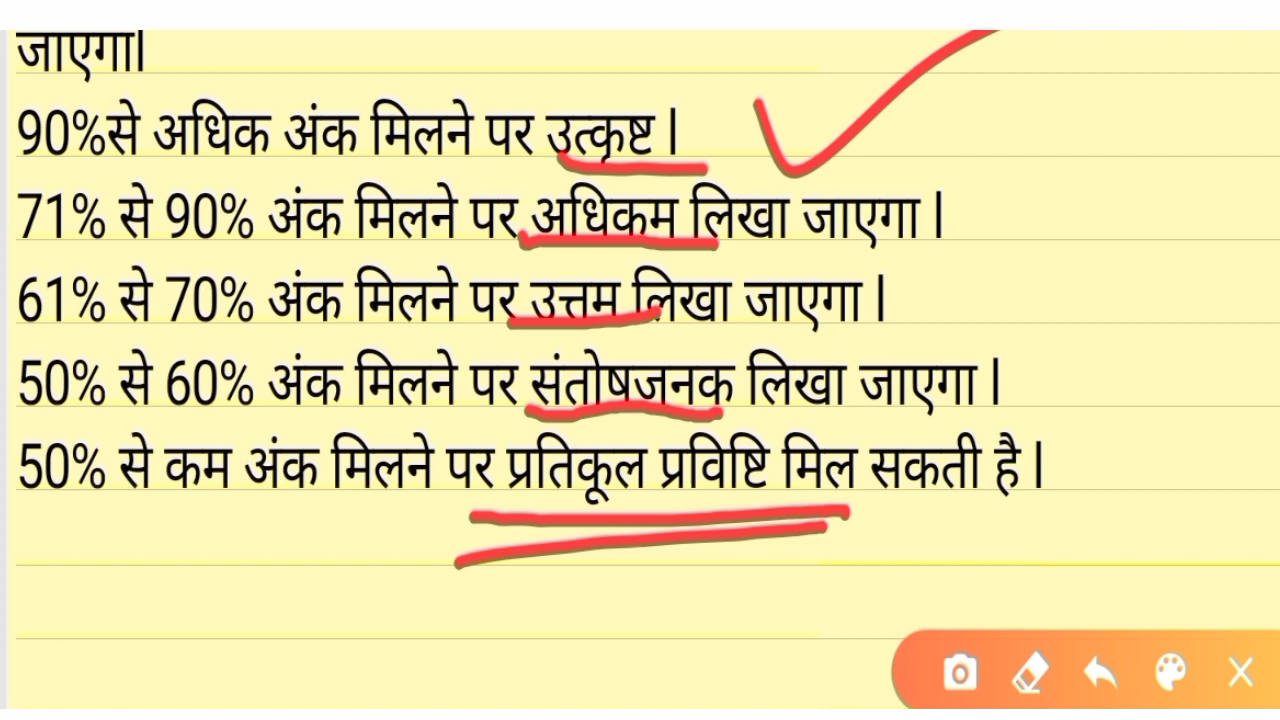 जाएगा।
90%से अधिक अंक मिलने पर उत्कृष्ट।
71% से 90% अंक मिलने पर अधिकम लिखा जाएगा।
61% से 70% अंक मिलने पर उत्तम लिखा जाएगा।
50% से 60% अंक मिलने पर संतोषजनक लिखा जाएगा।
50% से कम अंक मिलने पर प्रतिकूल प्रविष्टि मिल सकती है।